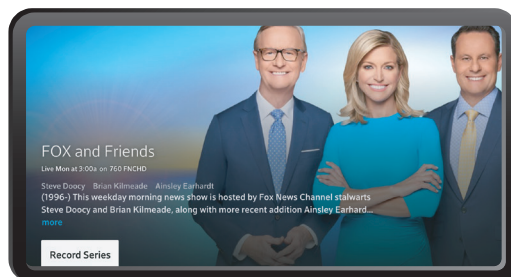 FOX and Friends
Live Mon at 3:00a on 760 FNCHD
Steve Doocy Brian Kilmeade Ainsley Earhardt
(1996-) This weekday morning news show is hosted by Fox News Channel stalwarts
Steve Doocy and Brian Kilmeade, along with more recent addition Ainsley Earhard...
more
Record Series